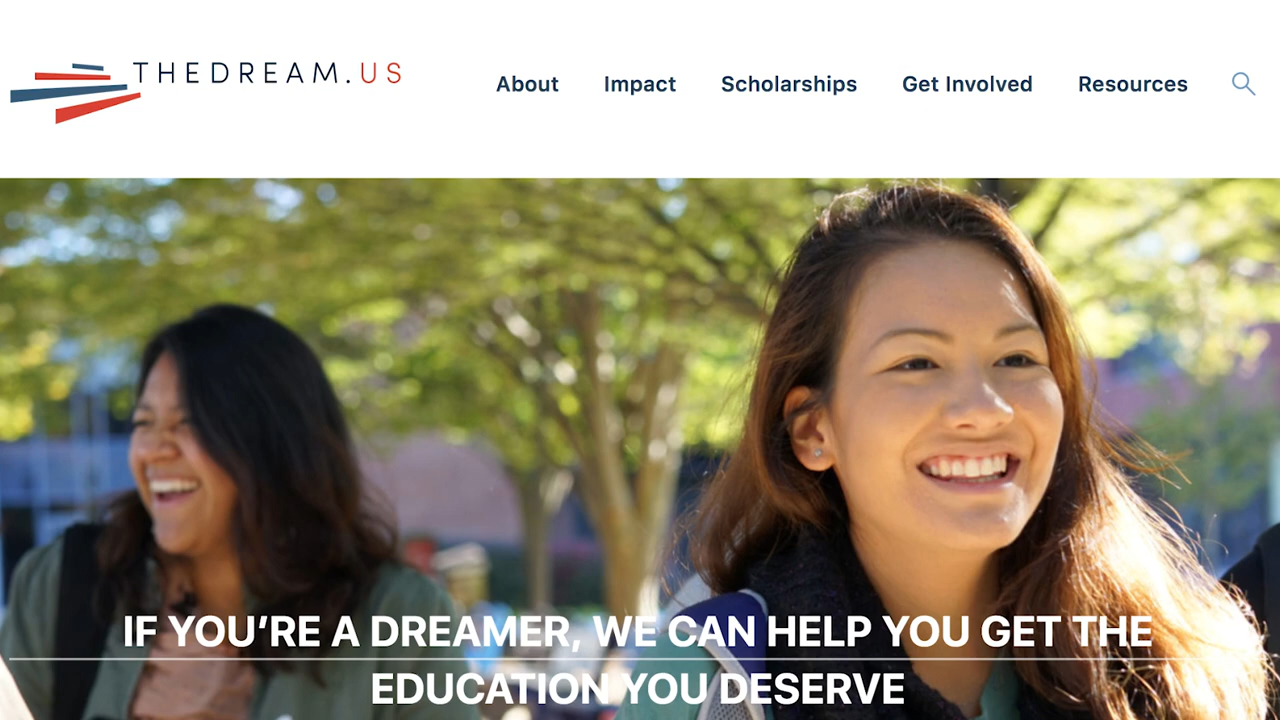 THEDREAM.US
About Impact Scholarships Get Involved Resources
IF YOU’RE A DREAMER, WE CAN HELP YOU GET THE
EDUCATION YOU DESERVE